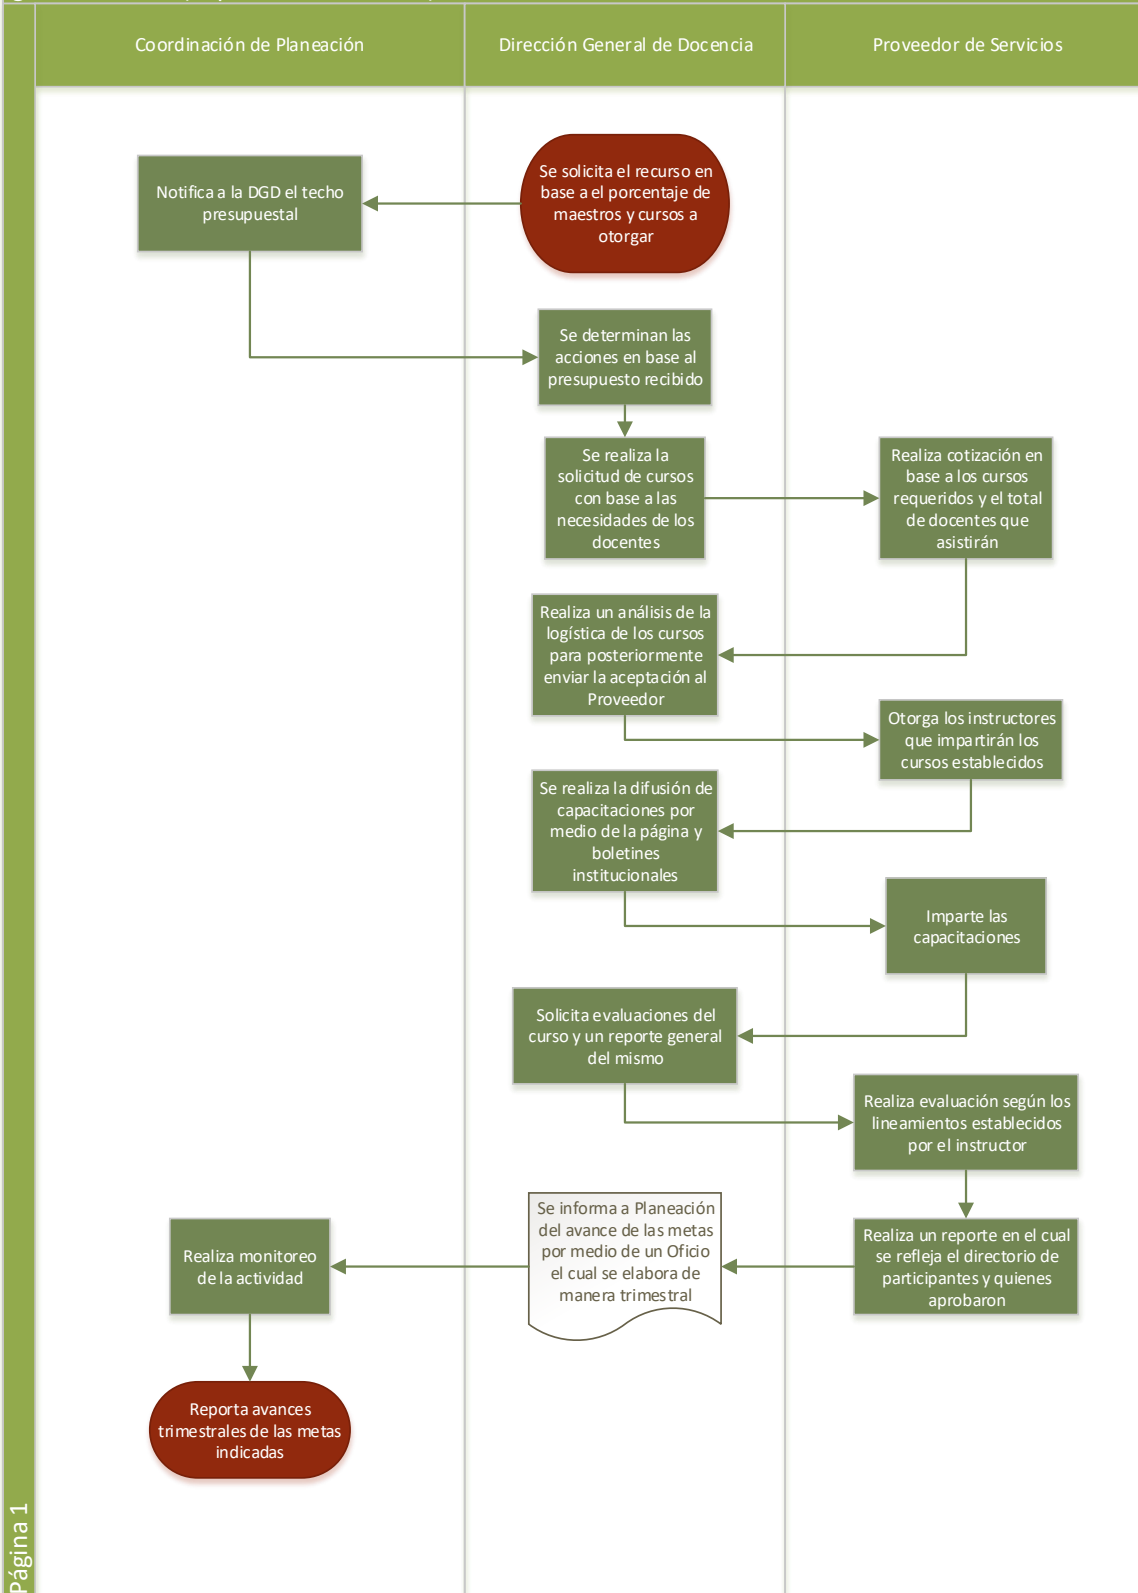 Coordinación de Planeación
Dirección General de Docencia
Proveedor de Servicios
Se solicita el recurso en
base a el porcentaje de
maestros y cursos a
otorgar
Notifica a la DGD el techo
presupuestal
Se determinan las
acciones en base al
presupuesto recibido
Se realiza la
solicitud de cursos
con base a las
necesidades de los
docentes
Realiza cotización en
base a los cursos
requeridos y el total
de docentes que
asistirán
Realiza un análisis de la
logística de los cursos
para posteriormente
enviar la aceptación al
Proveedor
Otorga los instructores
que impartirán los
cursos establecidos
Se realiza la difusión de
capacitaciones por
medio de la página y
boletines
institucionales
Imparte las
capacitaciones
Solicita evaluaciones del
curso y un reporte general
del mismo
Realiza evaluación según los
lineamientos establecidos
por el instructor
Realiza un reporte en el cual
se refleja el directorio de
participantes y quienes
aprobaron
Se informa a Planeación
del avance de las metas
por medio de un Oficio
el cual se elabora de
manera trimestral
Realiza monitoreo
de la actividad
Reporta avances
trimestrales de las metas
indicadas
Página 1